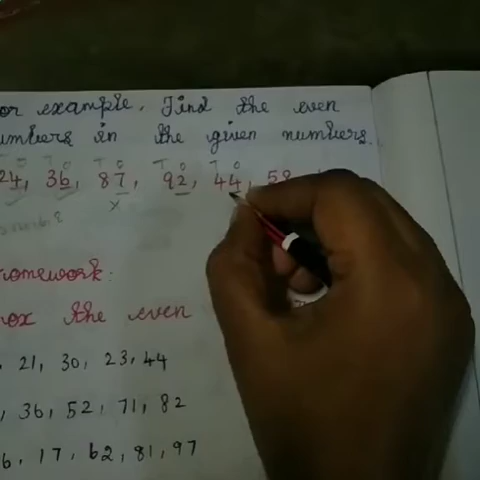 or example. Find the even
umbers in the given numbers.
T O T O T O T O
24, 36, 87, 92, 44, 58
x
omework:
ox the even
21, 30, 23, 44
, 36, 52, 71, 82
6, 17, 62, 81, 97